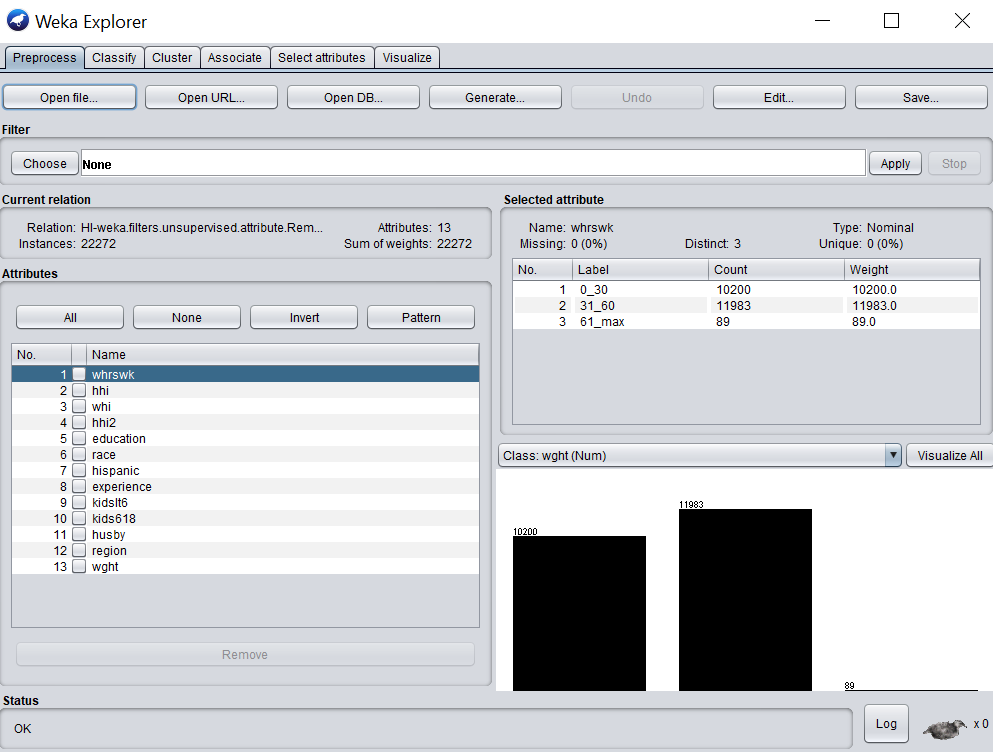 Weka Explorer
Preprocess Classify Cluster Associate Select attributes Visualize
Open file... Open URL... Open DB... Generate... Undo Edit... Save...
Filter
Choose None Apply Stop
Current relation
Relation: HI-weka.filters.unsupervised.attribute.Rem... Attributes: 13
Instances: 22272 Sum of weights: 22272
Attributes
All None Invert Pattern
No. Name
1 whrswk
2 hhi
3 whi
4 hhi2
5 education
6 race
7 hispanic
8 experience
9 kidslt6
10 kids618
11 husby
12 region
13 wght
Remove
Selected attribute
Name: whrswk Type: Nominal
Missing: 0 (0%) Distinct: 3 Unique: 0 (0%)
No. Label Count Weight
1 0_30 10200 10200.0
2 31_60 11983 11983.0
3 61_max 89 89.0
Class: wght (Num) Visualize All
11983
10200
89
Status
OK Log x 0